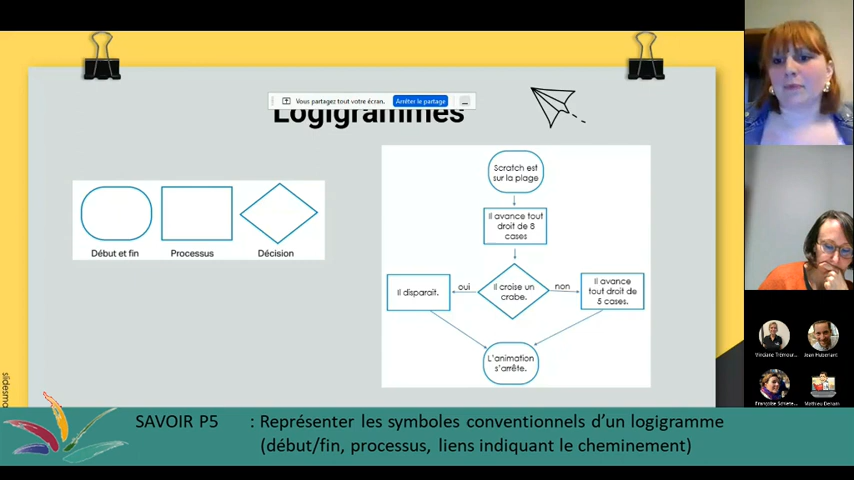 Vous partagez tout votre écran. Arrêter le partage
Logigrammes
Début et fin
Processus
Décision
Scratch est
sur la plage
Il avance tout
droit de 8
cases
Il disparait.
oui
Il croise un
crabe.
non
Il avance
tout droit de
5 cases.
L'animation
s'arrête.
SAVOIR P5 : Représenter les symboles conventionnels d'un logigramme
(début/fin, processus, liens indiquant le cheminement)